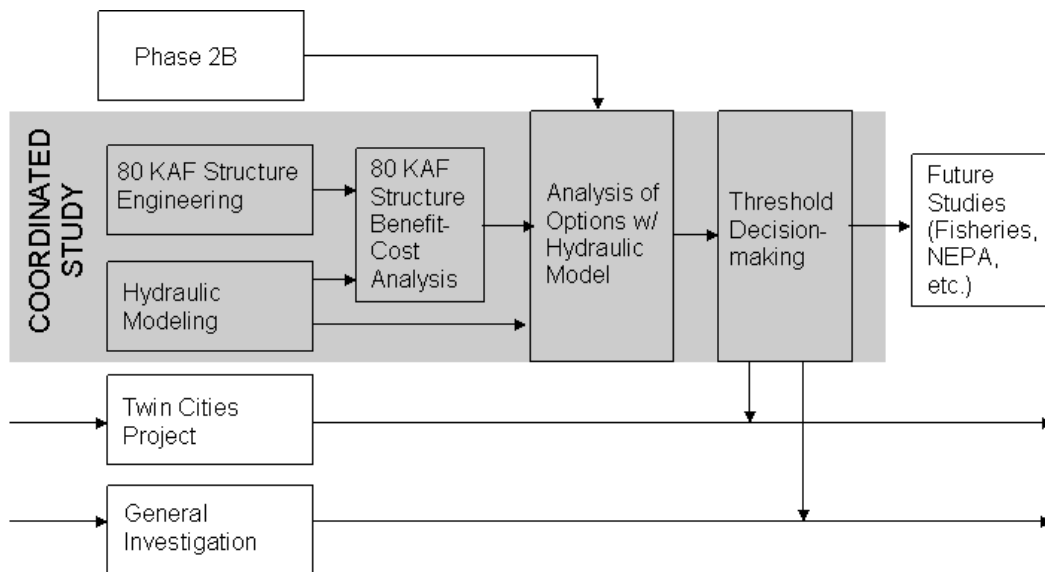 Phase 2B
COORDINATED
STUDY
80 KAF Structure
Engineering
Hydraulic
Modeling
80 KAF
Structure
Benefit-
Cost
Analysis
Analysis of
Options w/
Hydraulic
Model
Threshold
Decision-
making
Future
Studies
(Fisheries,
NEPA,
etc.)
Twin Cities
Project
General
Investigation